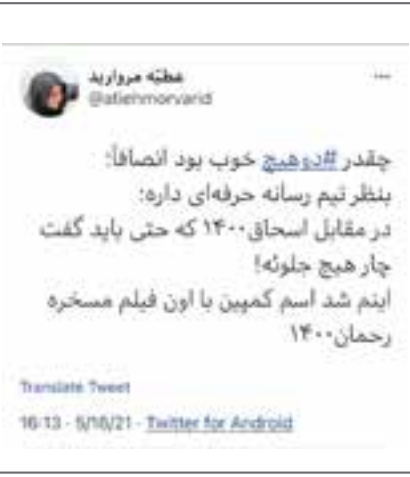 عطیّه مروارید
@atiehmorvarid
چقدر #دوهیچ خوب بود انصافاً؛
بنظر تیم رسانه حرفه‌ای داره؛
در مقابل اسحاق۱۴۰۰ که حتی باید گفت
چار هیچ جلوئه!
اینم شد اسم کمپین با اون فیلم مسخره
رحمان۱۴۰۰
Translate Tweet
16:13 · 5/16/21 · Twitter for Android